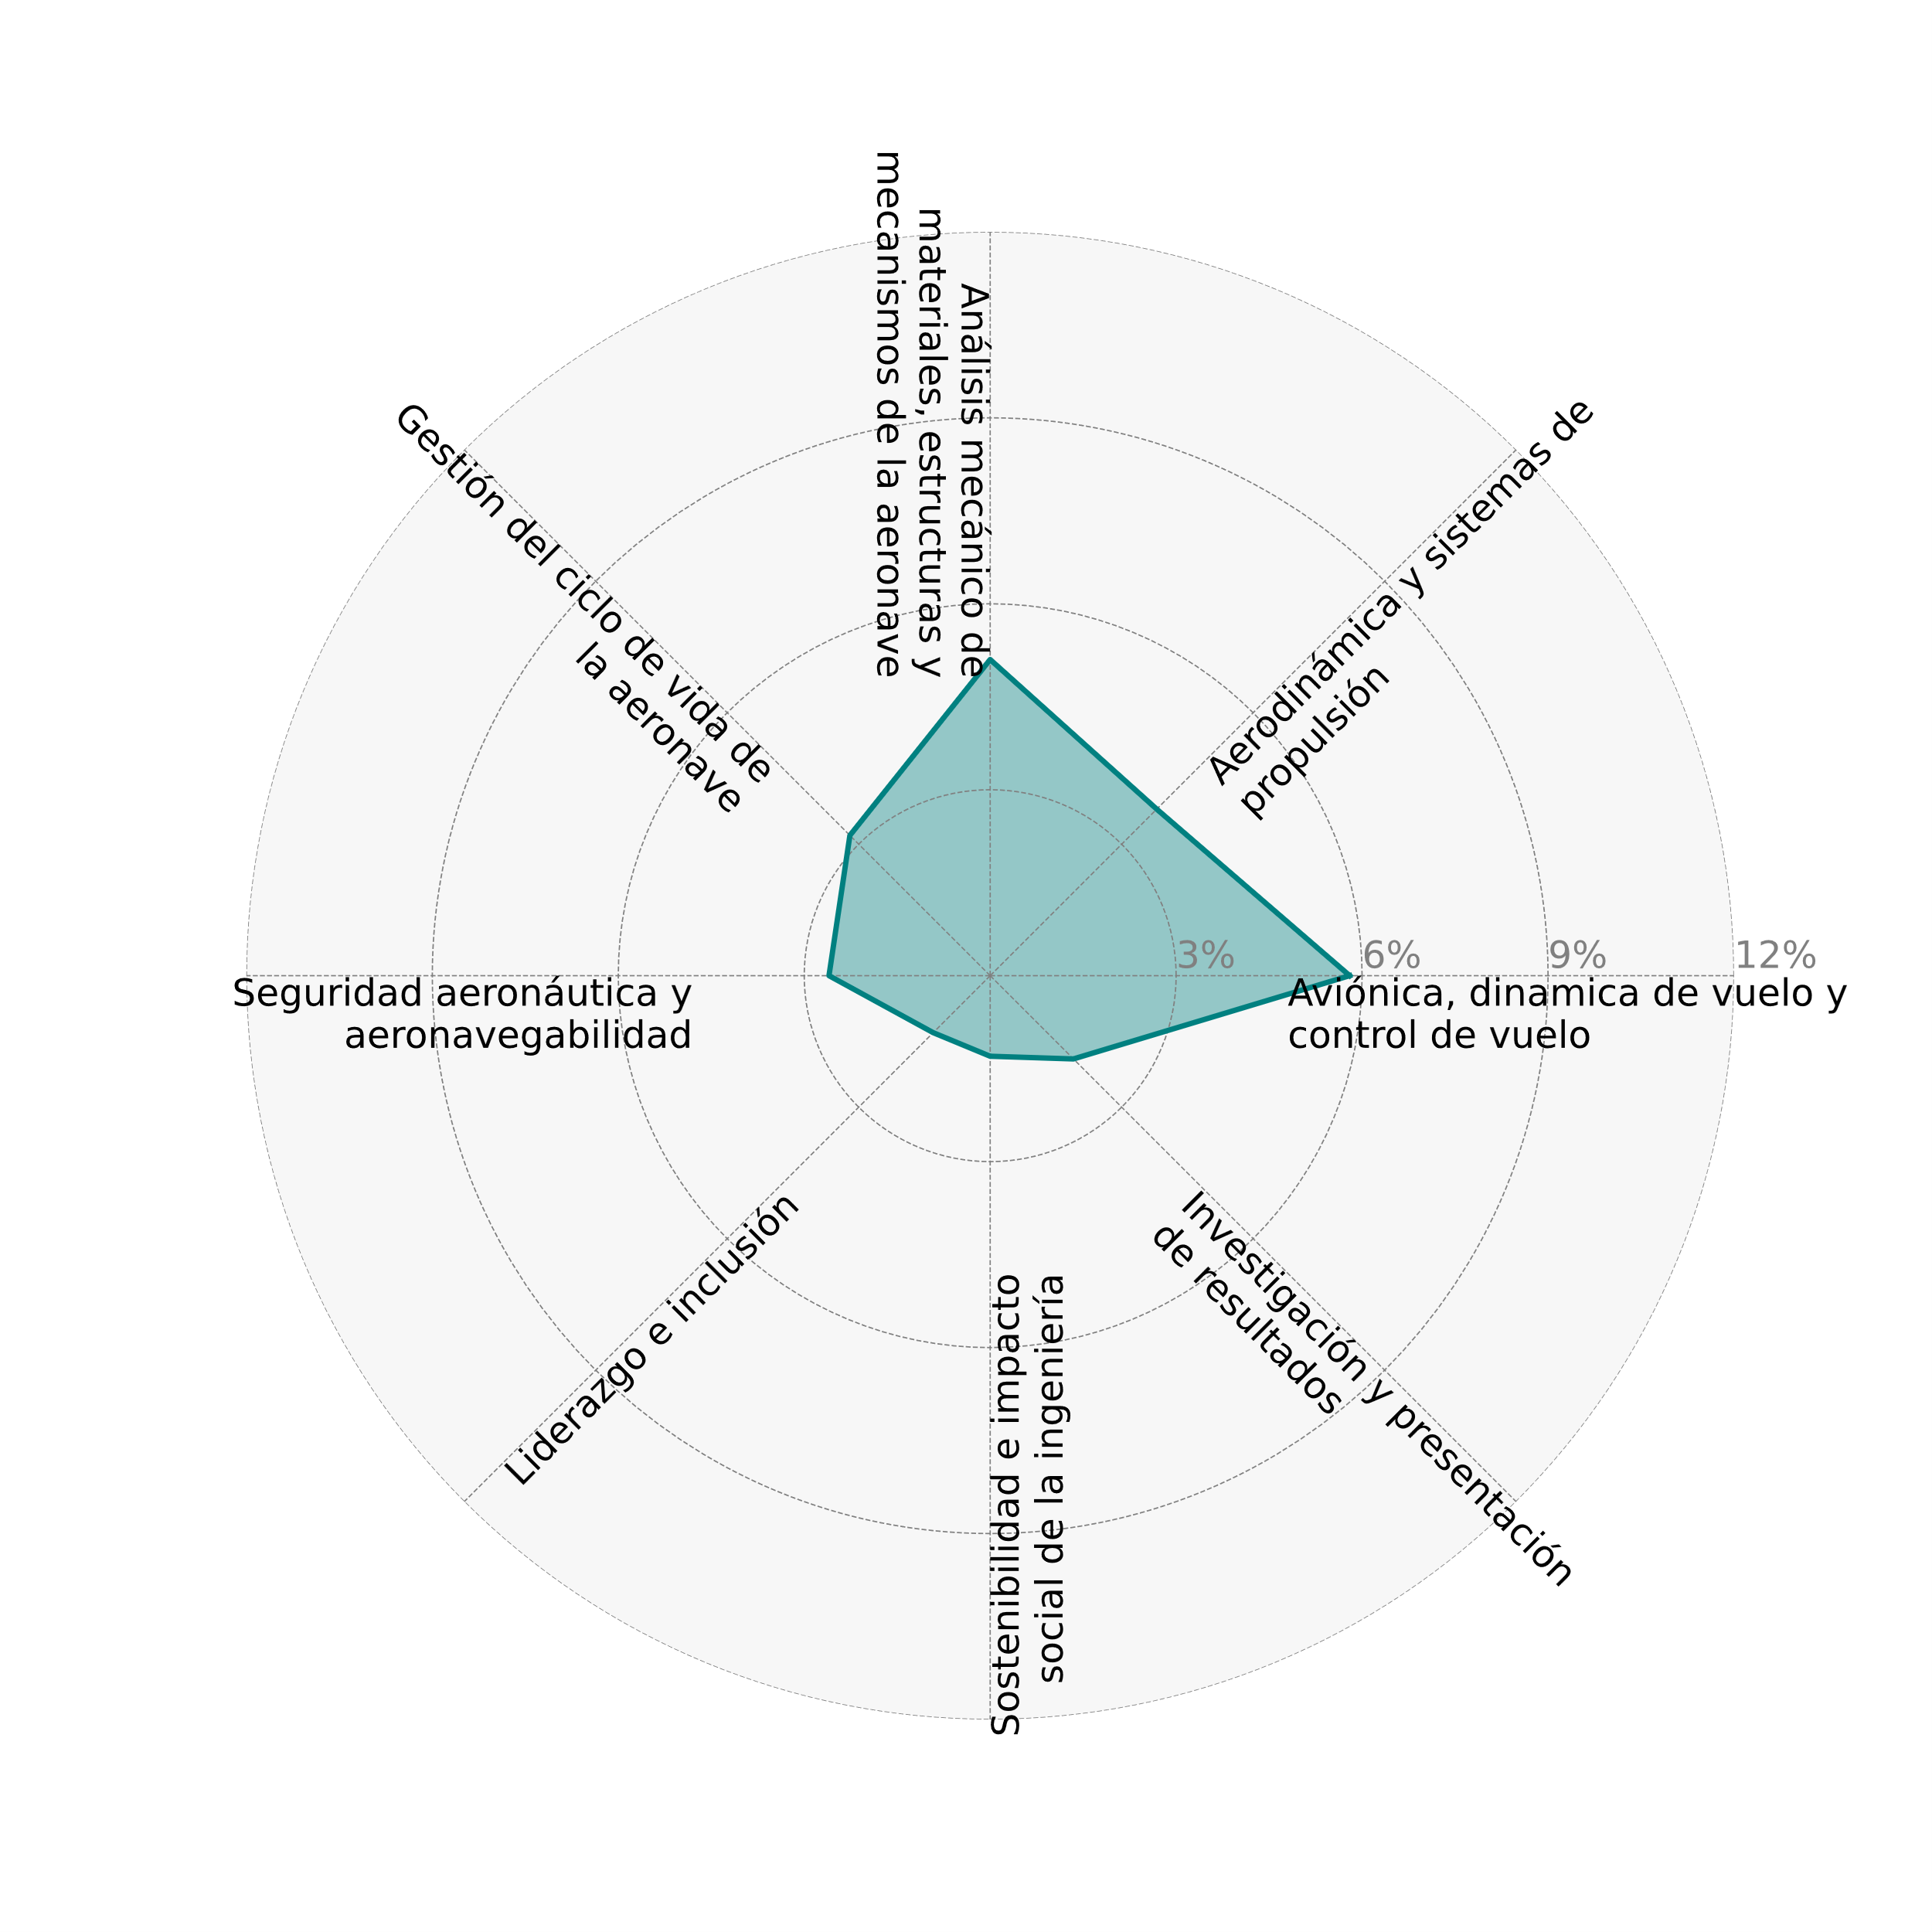 Análisis mecánico de
materiales, estructuras y
mecanismos de la aeronave
Gestión del ciclo de vida de
la aeronave
Aerodinámica y sistemas de
propulsión
3%
6%
9%
12%
Seguridad aeronáutica y
aeronavegabilidad
Aviónica, dinamica de vuelo y
control de vuelo
Liderazgo e inclusión
Sostenibilidad e impacto
social de la ingeniería
Investigación y presentación
de resultados